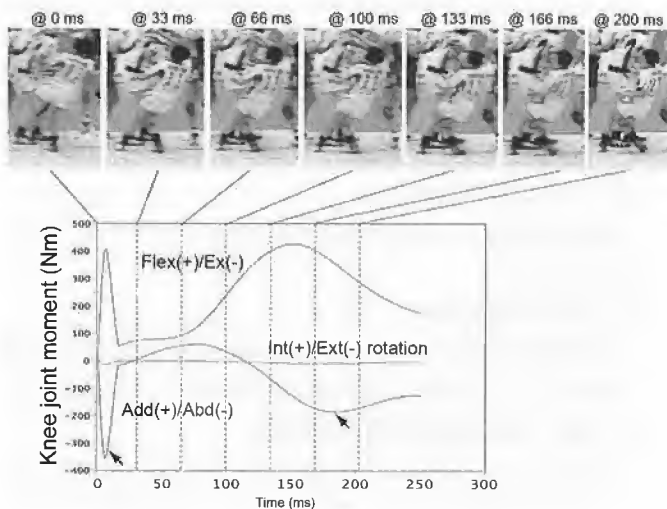 @ 0 ms @ 33 ms @ 66 ms @ 100 ms @ 133 ms @ 166 ms @ 200 ms
Knee joint moment (Nm)
500
400
300
200
100
0
-100
-200
-300
-400
Flex(+)/Ex(-)
Int(+)/Ext(-) rotation
Add(+)/Abd(-)
0 50 100 150 200 250 300
Time (ms)